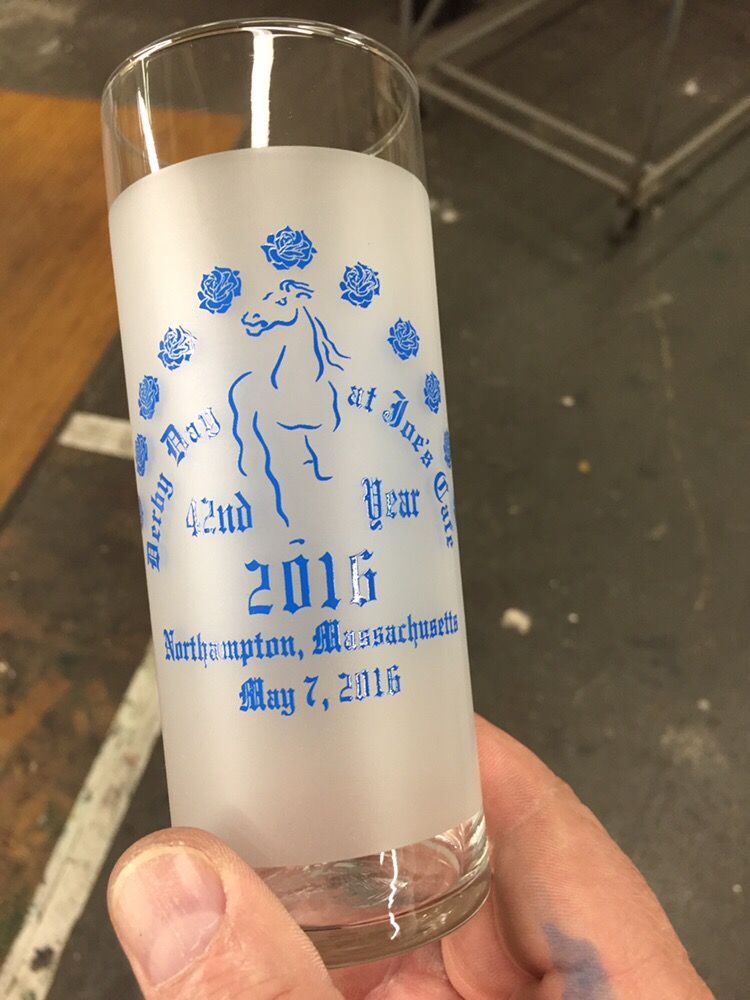 Derby Day at Joe's Cafe
42nd Year
2016
Northampton, Massachusetts
May 7, 2016